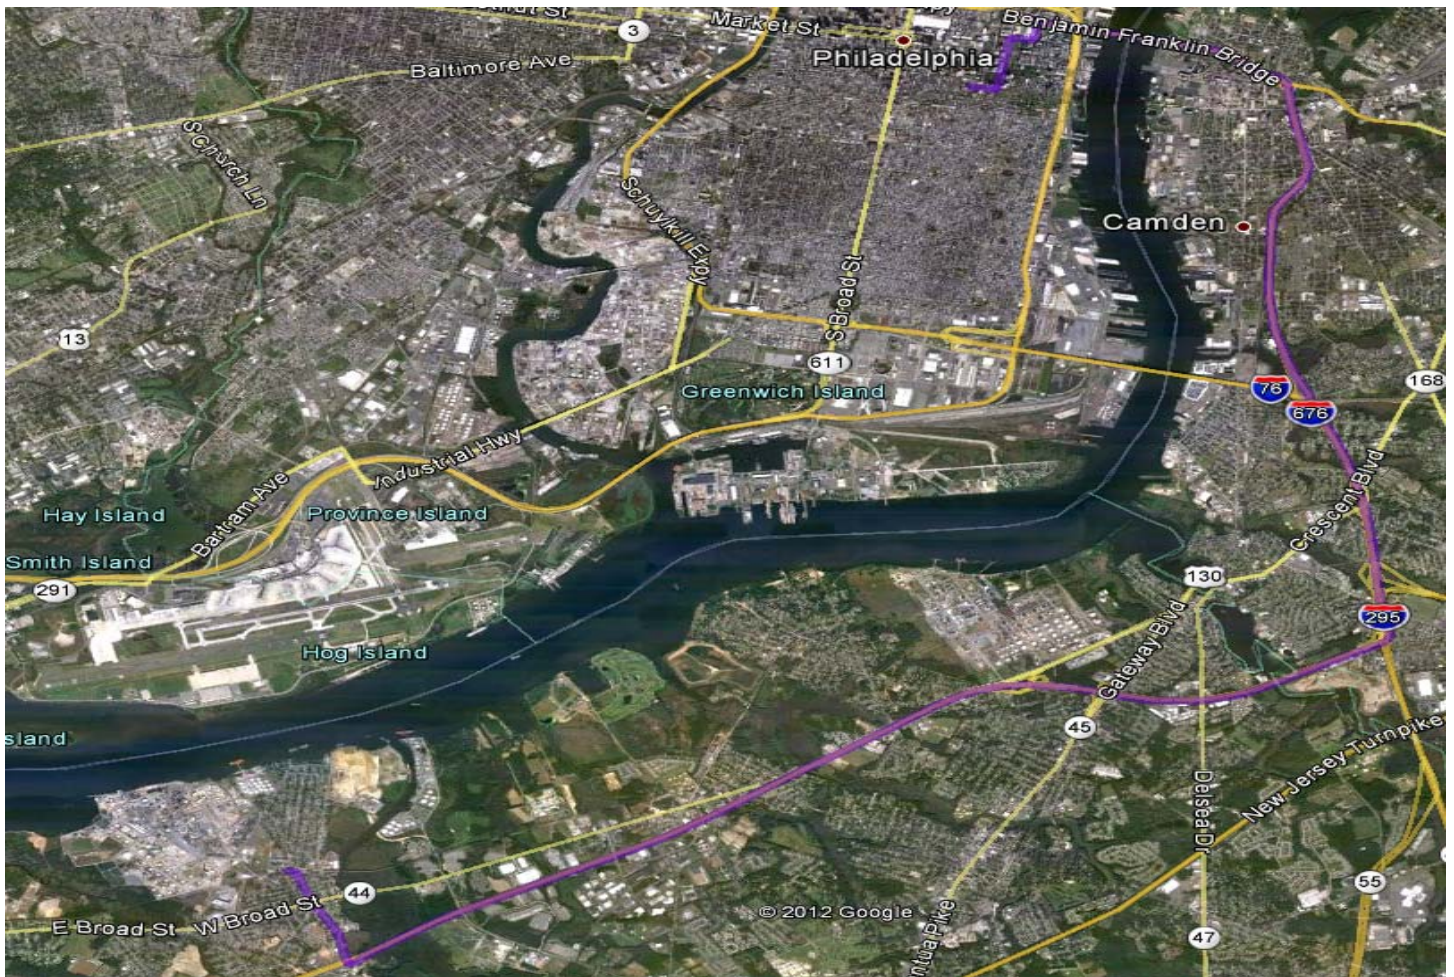 Market St
Benjamin Franklin Bridge
3
Philadelphia
Baltimore Ave
S Church Ln
Schuylkill Expy
Camden
S Broad St
13
611
76
168
Greenwich Island
676
Industrial Hwy
Crescent Blvd
Bartram Ave
Hay Island
Province Island
Smith Island
291
130
295
Hog Island
Gateway Blvd
45
sland
New Jersey Turnpike
Delsea Dr
44
55
E Broad St
W Broad St
© 2012 Google
ntua Pike
47